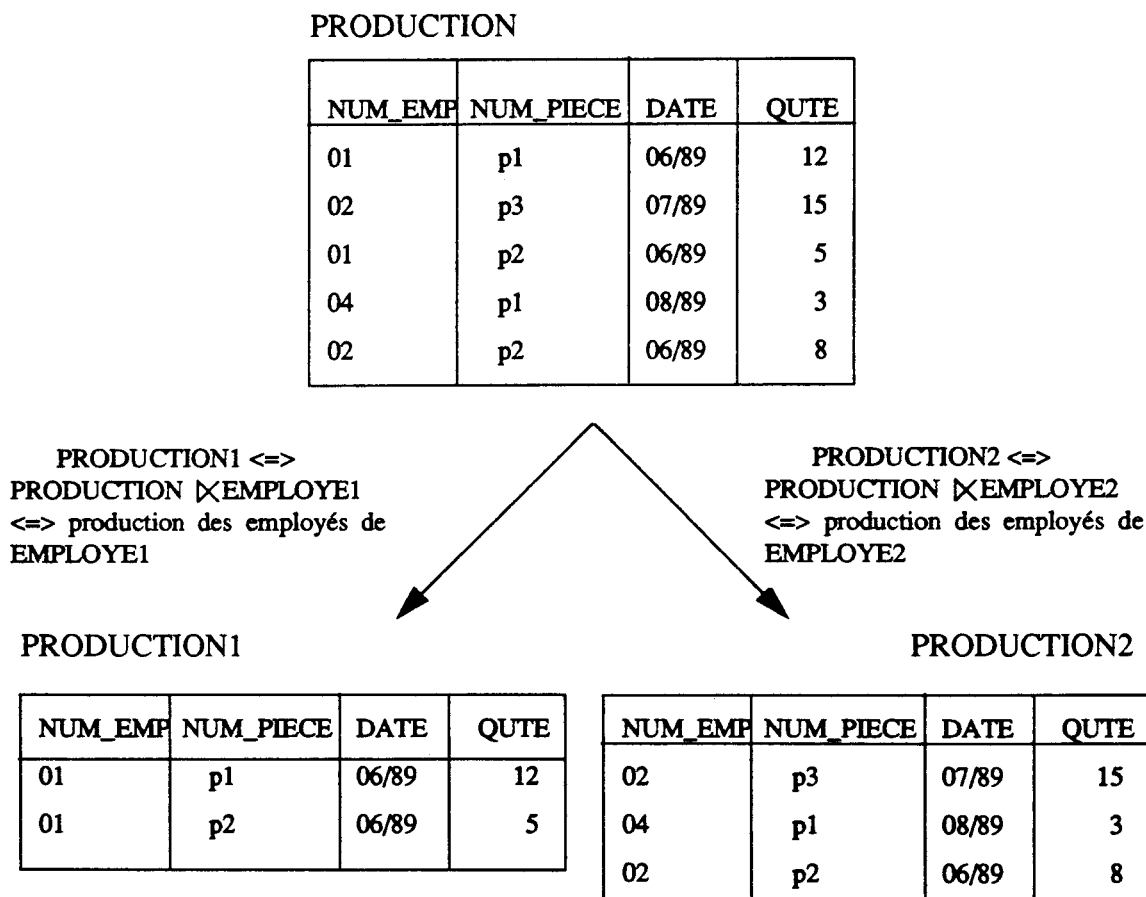 PRODUCTION
NUM_EMP NUM_PIECE DATE QUTE
01 p1 06/89 12
02 p3 07/89 15
01 p2 06/89 5
04 p1 08/89 3
02 p2 06/89 8
PRODUCTION1 <=>
PRODUCTION ⋉EMPLOYE1
<=> production des employés de
EMPLOYE1
PRODUCTION2 <=>
PRODUCTION ⋉EMPLOYE2
<=> production des employés de
EMPLOYE2
PRODUCTION1
NUM_EMP NUM_PIECE DATE QUTE
01 p1 06/89 12
01 p2 06/89 5
PRODUCTION2
NUM_EMP NUM_PIECE DATE QUTE
02 p3 07/89 15
04 p1 08/89 3
02 p2 06/89 8